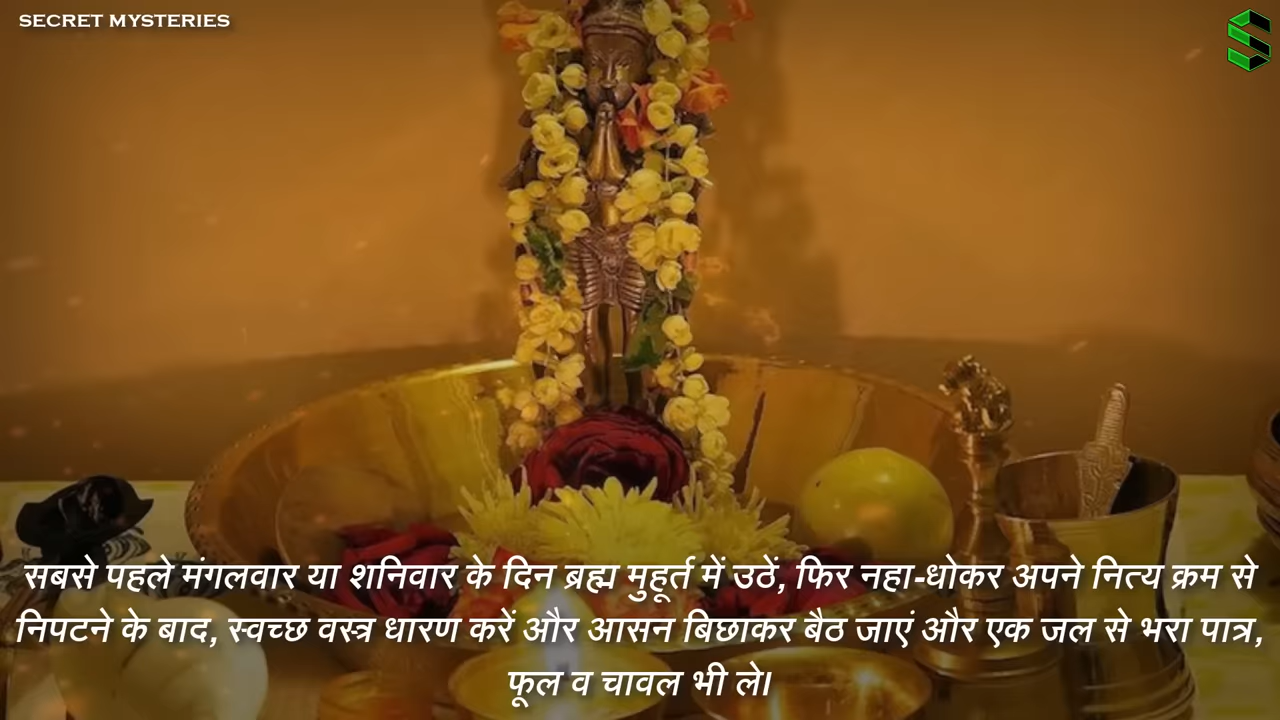 SECRET MYSTERIES
सबसे पहले मंगलवार या शनिवार के दिन ब्रह्म मुहूर्त में उठें, फिर नहा-धोकर अपने नित्य क्रम से
निपटने के बाद, स्वच्छ वस्त्र धारण करें और आसन बिछाकर बैठ जाएं और एक जल से भरा पात्र,
फूल व चावल भी ले।